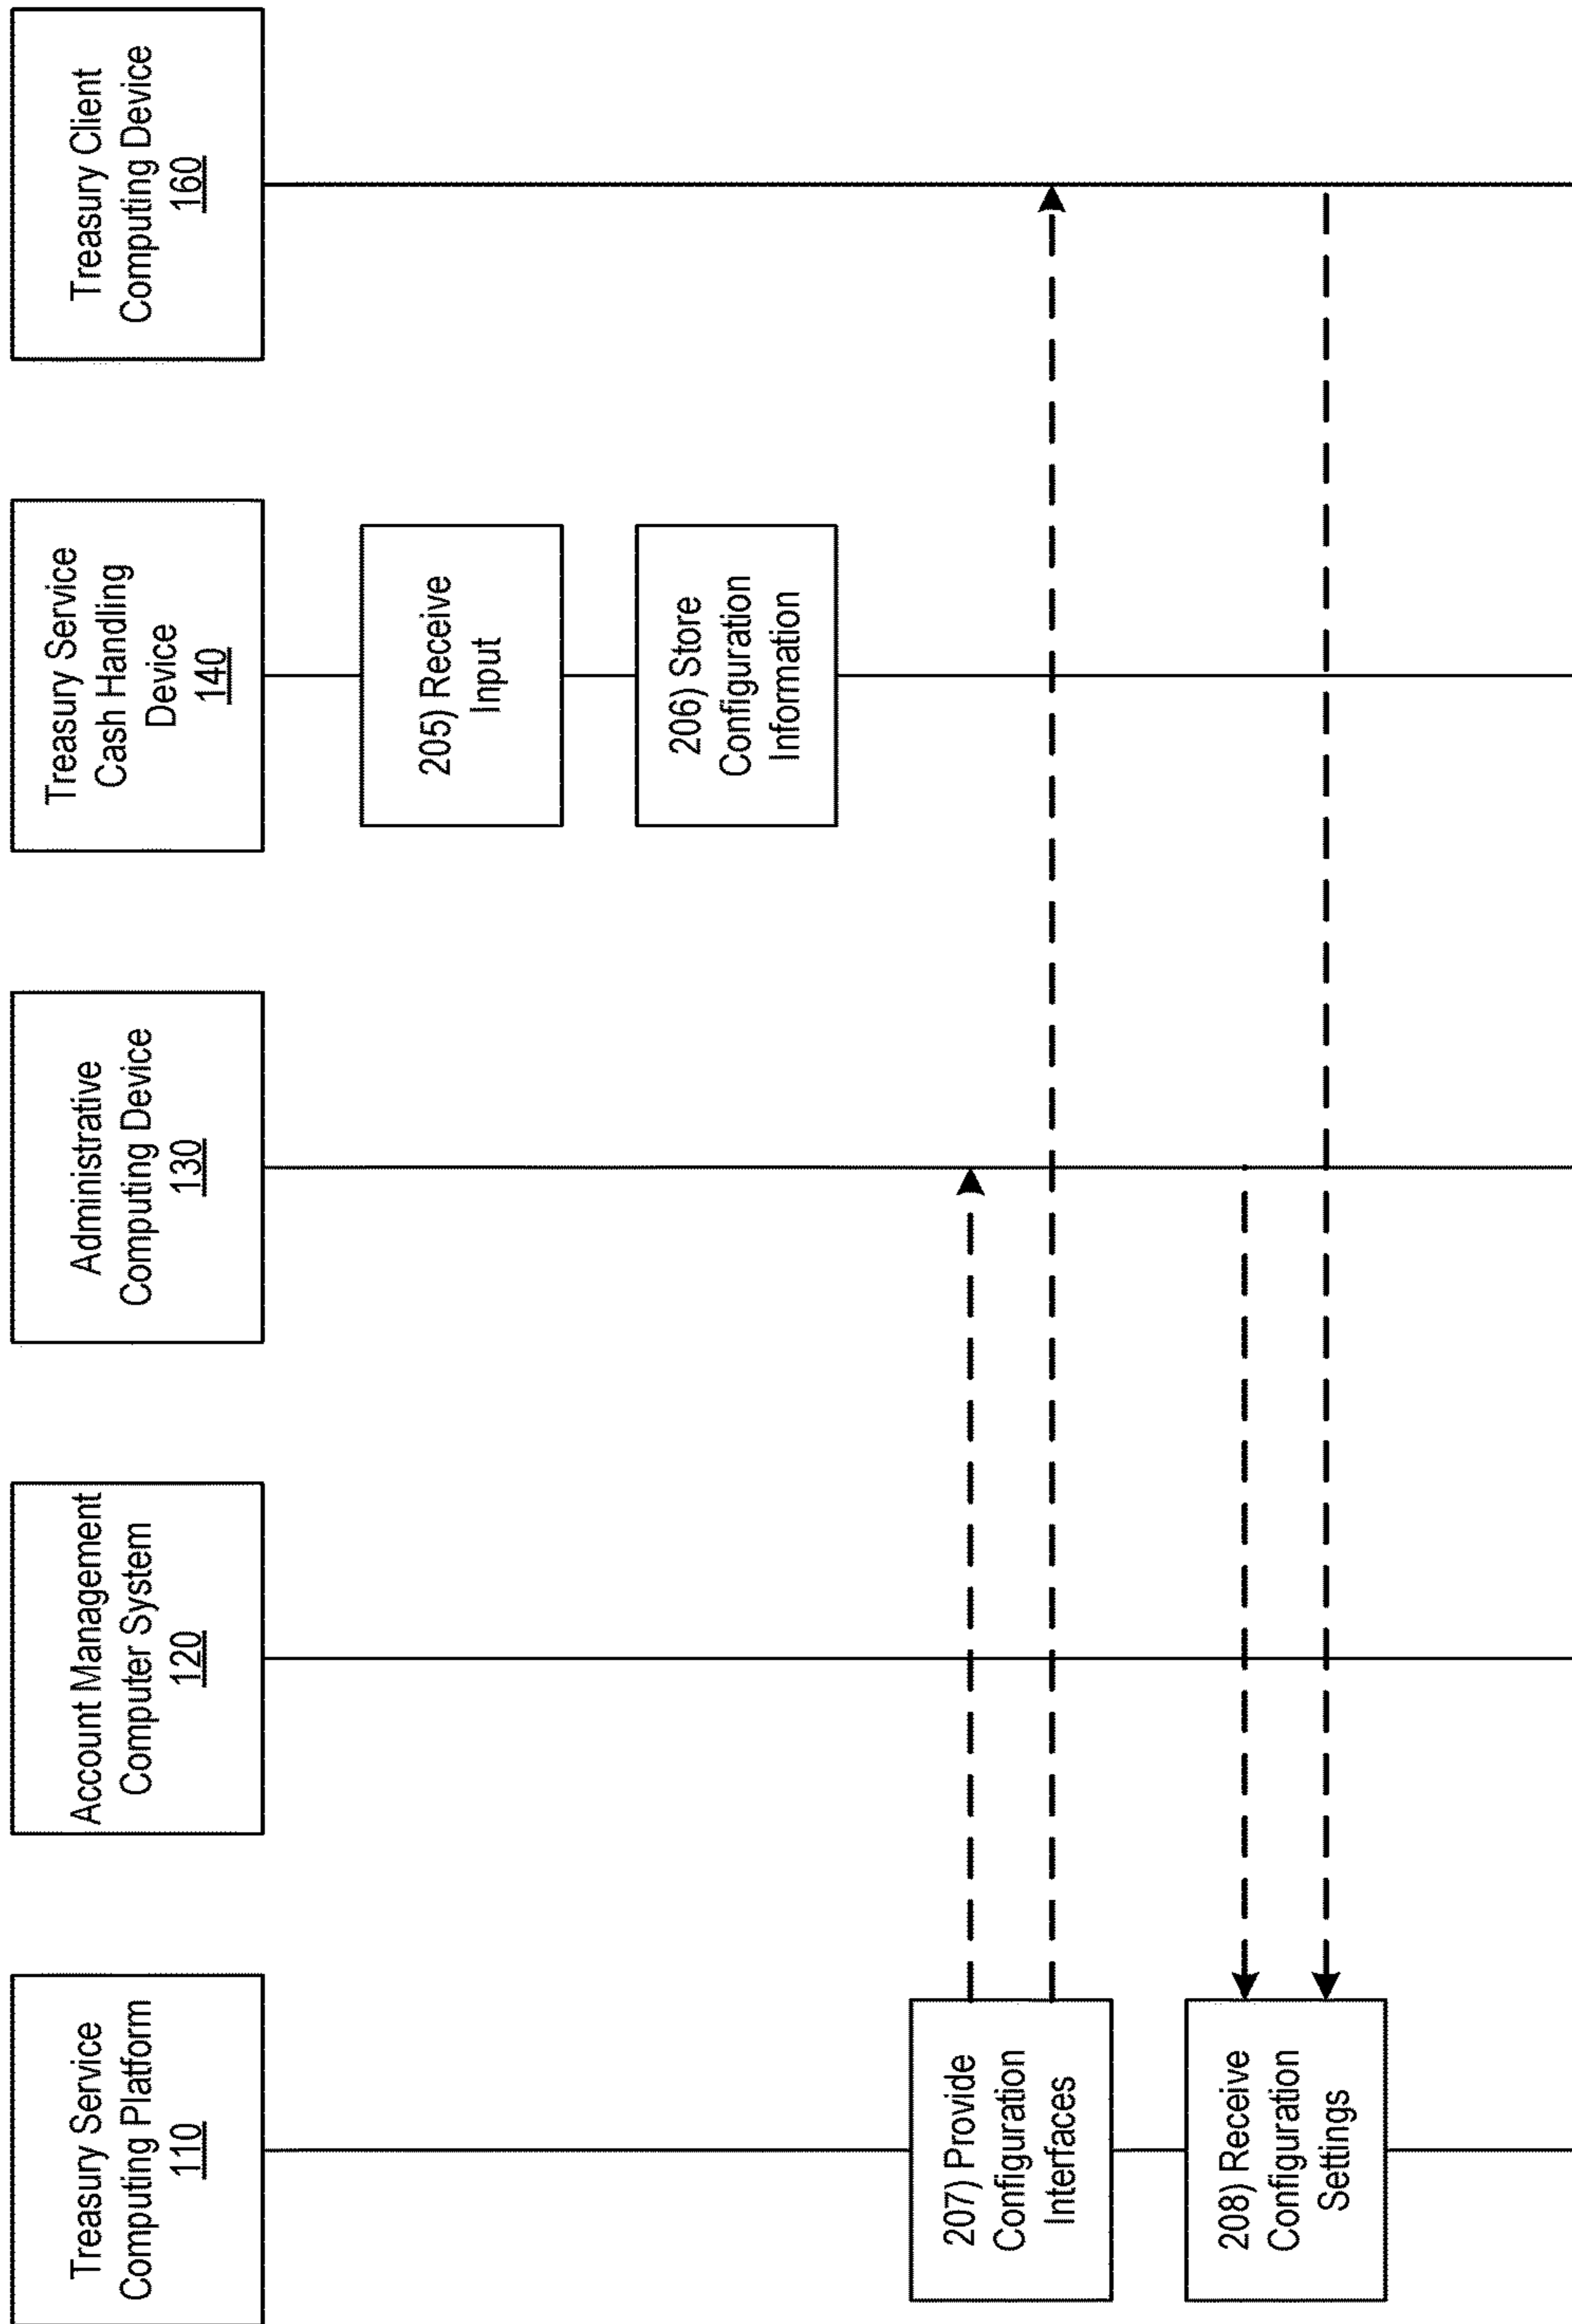 Treasury Service
Computing Platform
110
Account Management
Computer System
120
Administrative
Computing Device
130
Treasury Service
Cash Handling
Device
140
Treasury Client
Computing Device
160
205) Receive
Input
206) Store
Configuration
Information
207) Provide
Configuration
Interfaces
208) Receive
Configuration
Settings